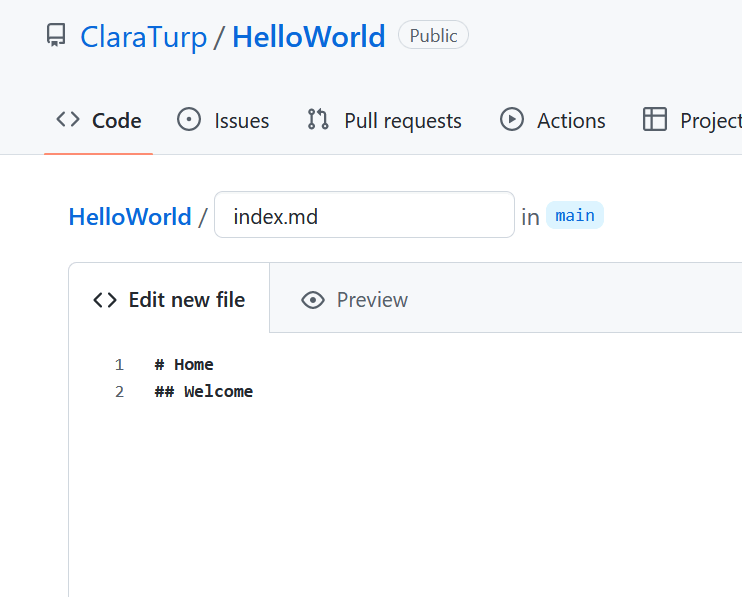 ClaraTurp / HelloWorld Public
<> Code Issues Pull requests Actions Project
HelloWorld / index.md in main
<> Edit new file Preview
1 # Home
2 ## Welcome